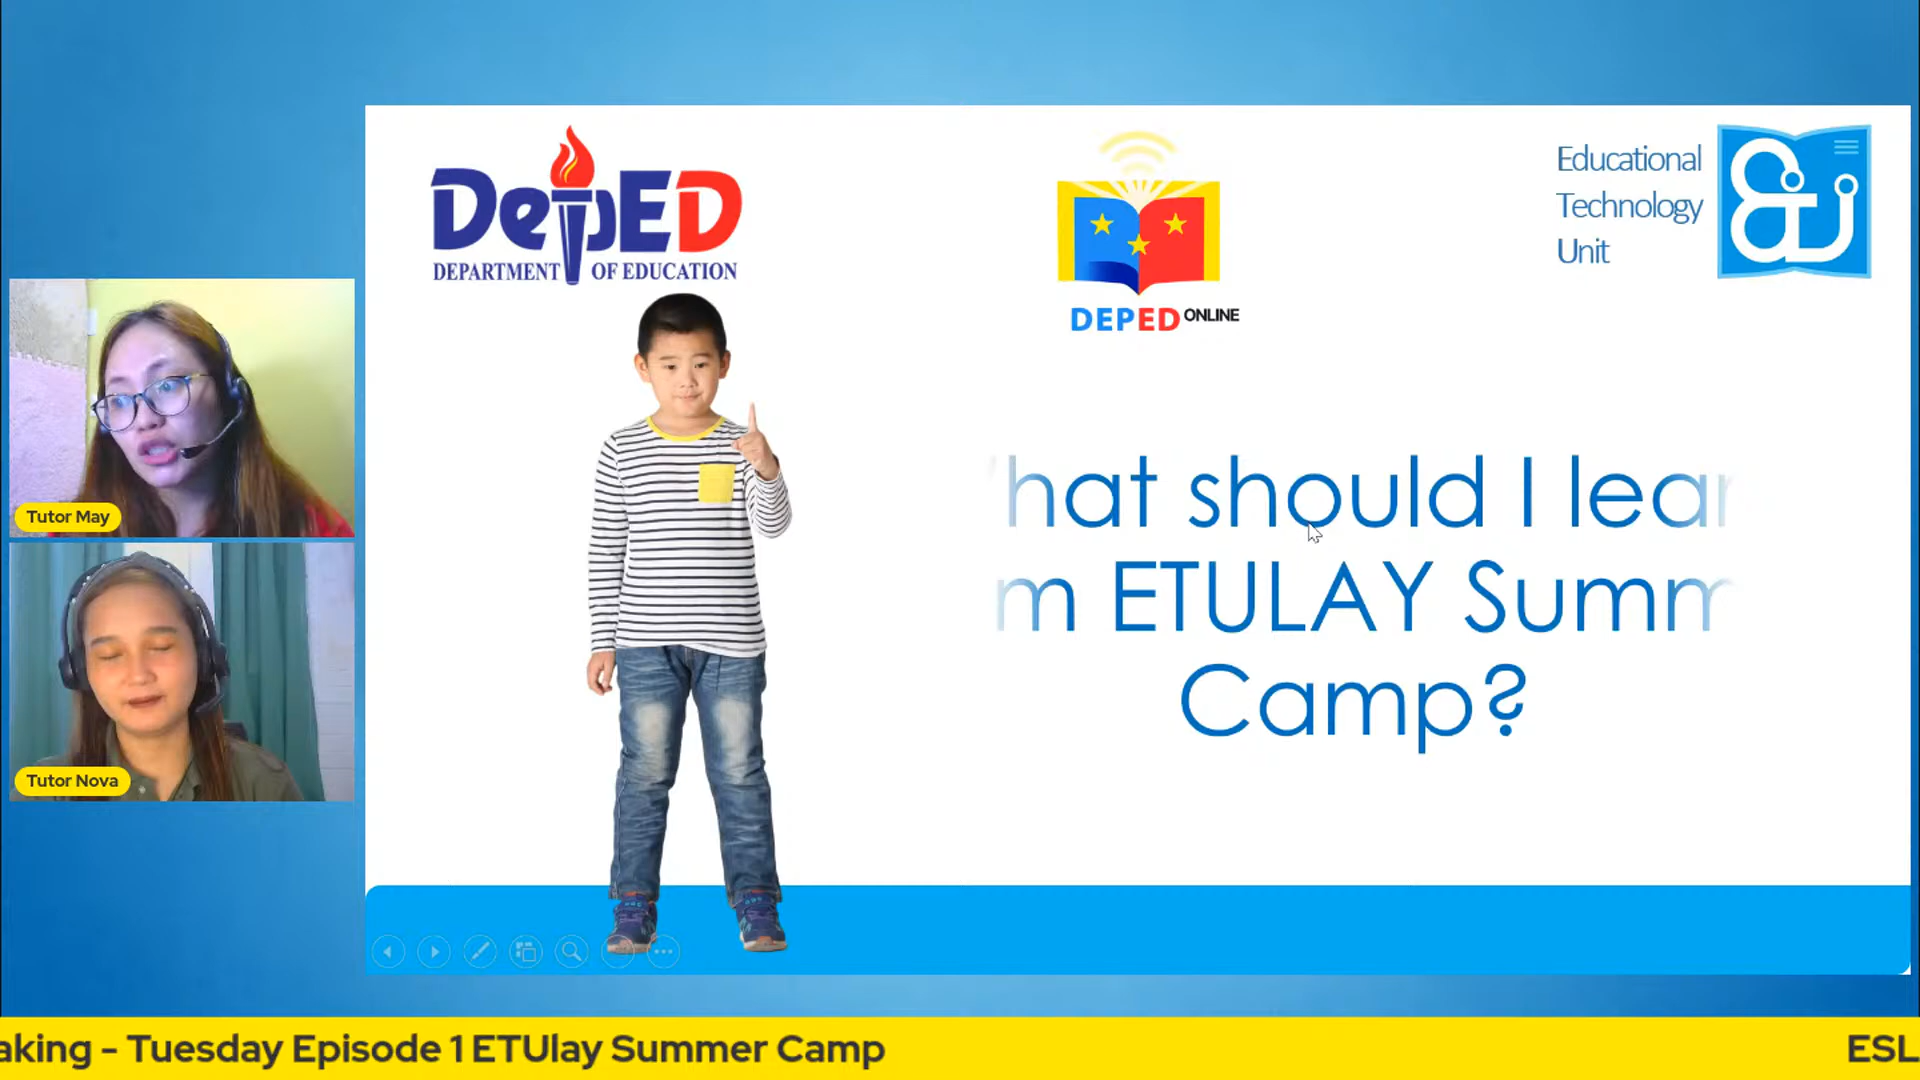 DepED
DEPARTMENT OF EDUCATION
DEPED ONLINE
Educational
Technology
Unit
Tutor May
Tutor Nova
hat should I lear
m ETULAY Summ
Camp?
aking - Tuesday Episode 1 ETUlay Summer Camp
ESL